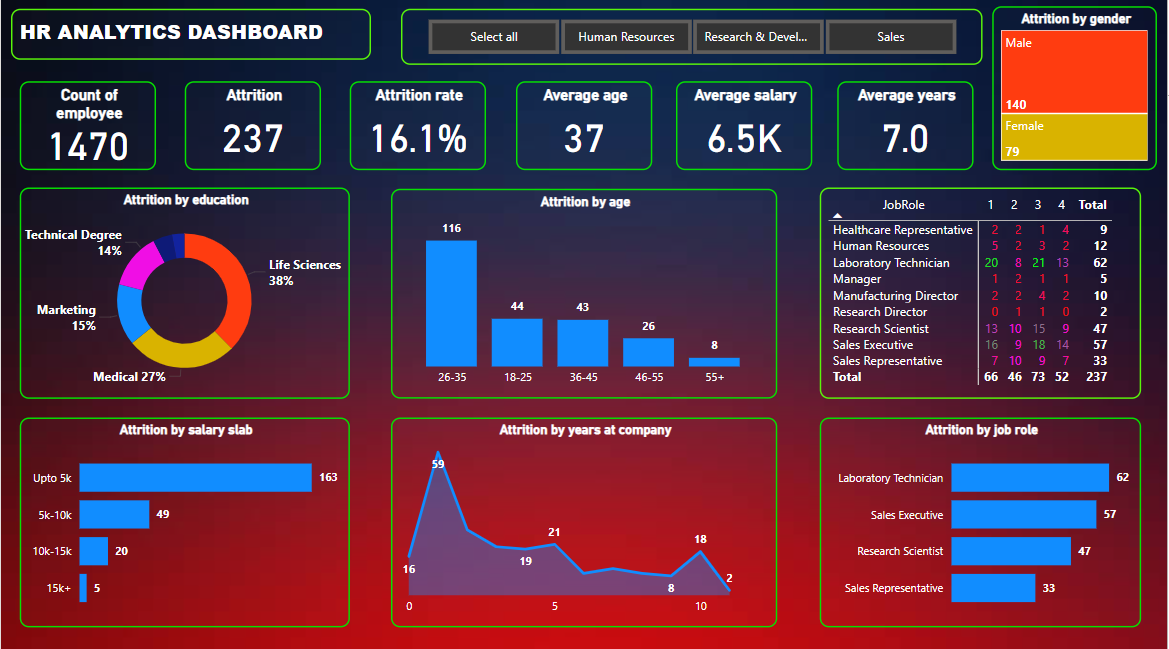 HR ANALYTICS DASHBOARD
Select all
Human Resources
Research & Devel...
Sales
Attrition by gender
Male
140
Female
79
Count of
employee
1470
Attrition
237
Attrition rate
16.1%
Average age
37
Average salary
6.5K
Average years
7.0
Attrition by education
Technical Degree
14%
Life Sciences
38%
Marketing
15%
Medical 27%
Attrition by age
116
44
43
26
8
26-35 18-25 36-45 46-55 55+
JobRole 1 2 3 4 Total
Healthcare Representative 2 2 1 4 9
Human Resources 5 2 3 2 12
Laboratory Technician 20 8 21 13 62
Manager 1 2 1 1 5
Manufacturing Director 2 2 4 2 10
Research Director 0 1 1 0 2
Research Scientist 13 10 15 9 47
Sales Executive 16 9 18 14 57
Sales Representative 7 10 9 7 33
Total 66 46 73 52 237
Attrition by salary slab
Upto 5k 163
5k-10k 49
10k-15k 20
15k+ 5
Attrition by years at company
59
16
19
21
8
18
2
0 5 10
Attrition by job role
Laboratory Technician 62
Sales Executive 57
Research Scientist 47
Sales Representative 33